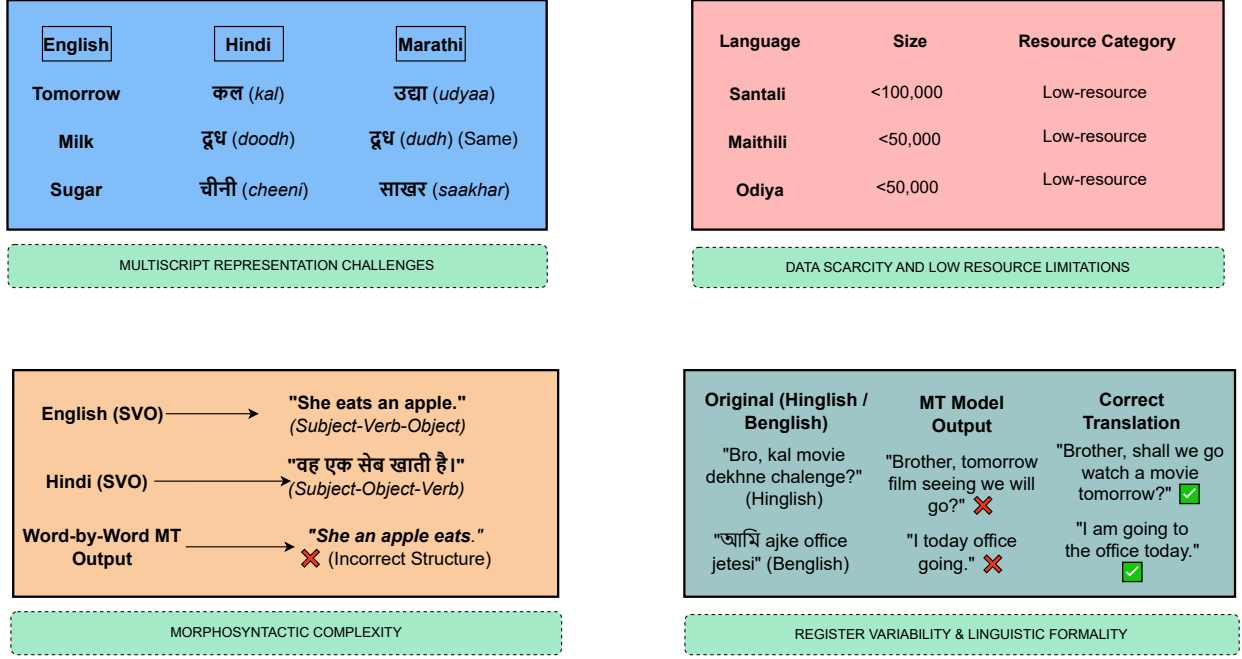 English Hindi Marathi
Tomorrow कल (kal) उद्या (udyaa)
Milk दूध (doodh) दूध (dudh) (Same)
Sugar चीनी (cheeni) साखर (saakhar)
MULTISCRIPT REPRESENTATION CHALLENGES
Language Size Resource Category
Santali <100,000 Low-resource
Maithili <50,000 Low-resource
Odiya <50,000 Low-resource
DATA SCARCITY AND LOW RESOURCE LIMITATIONS
English (SVO) "She eats an apple."
(Subject-Verb-Object)
Hindi (SVO) "वह एक सेब खाती है।"
(Subject-Object-Verb)
Word-by-Word MT
Output
"She an apple eats."
(Incorrect Structure)
MORPHOSYNTACTIC COMPLEXITY
Original (Hinglish /
Benglish)
MT Model
Output
Correct
Translation
"Bro, kal movie
dekhne chalenge?"
(Hinglish)
"Brother, tomorrow
film seeing we will
go?"
"Brother, shall we go
watch a movie
tomorrow?"
"আমি ajke office
jetesi" (Benglish)
"I today office
going."
"I am going to
the office today."
REGISTER VARIABILITY & LINGUISTIC FORMALITY